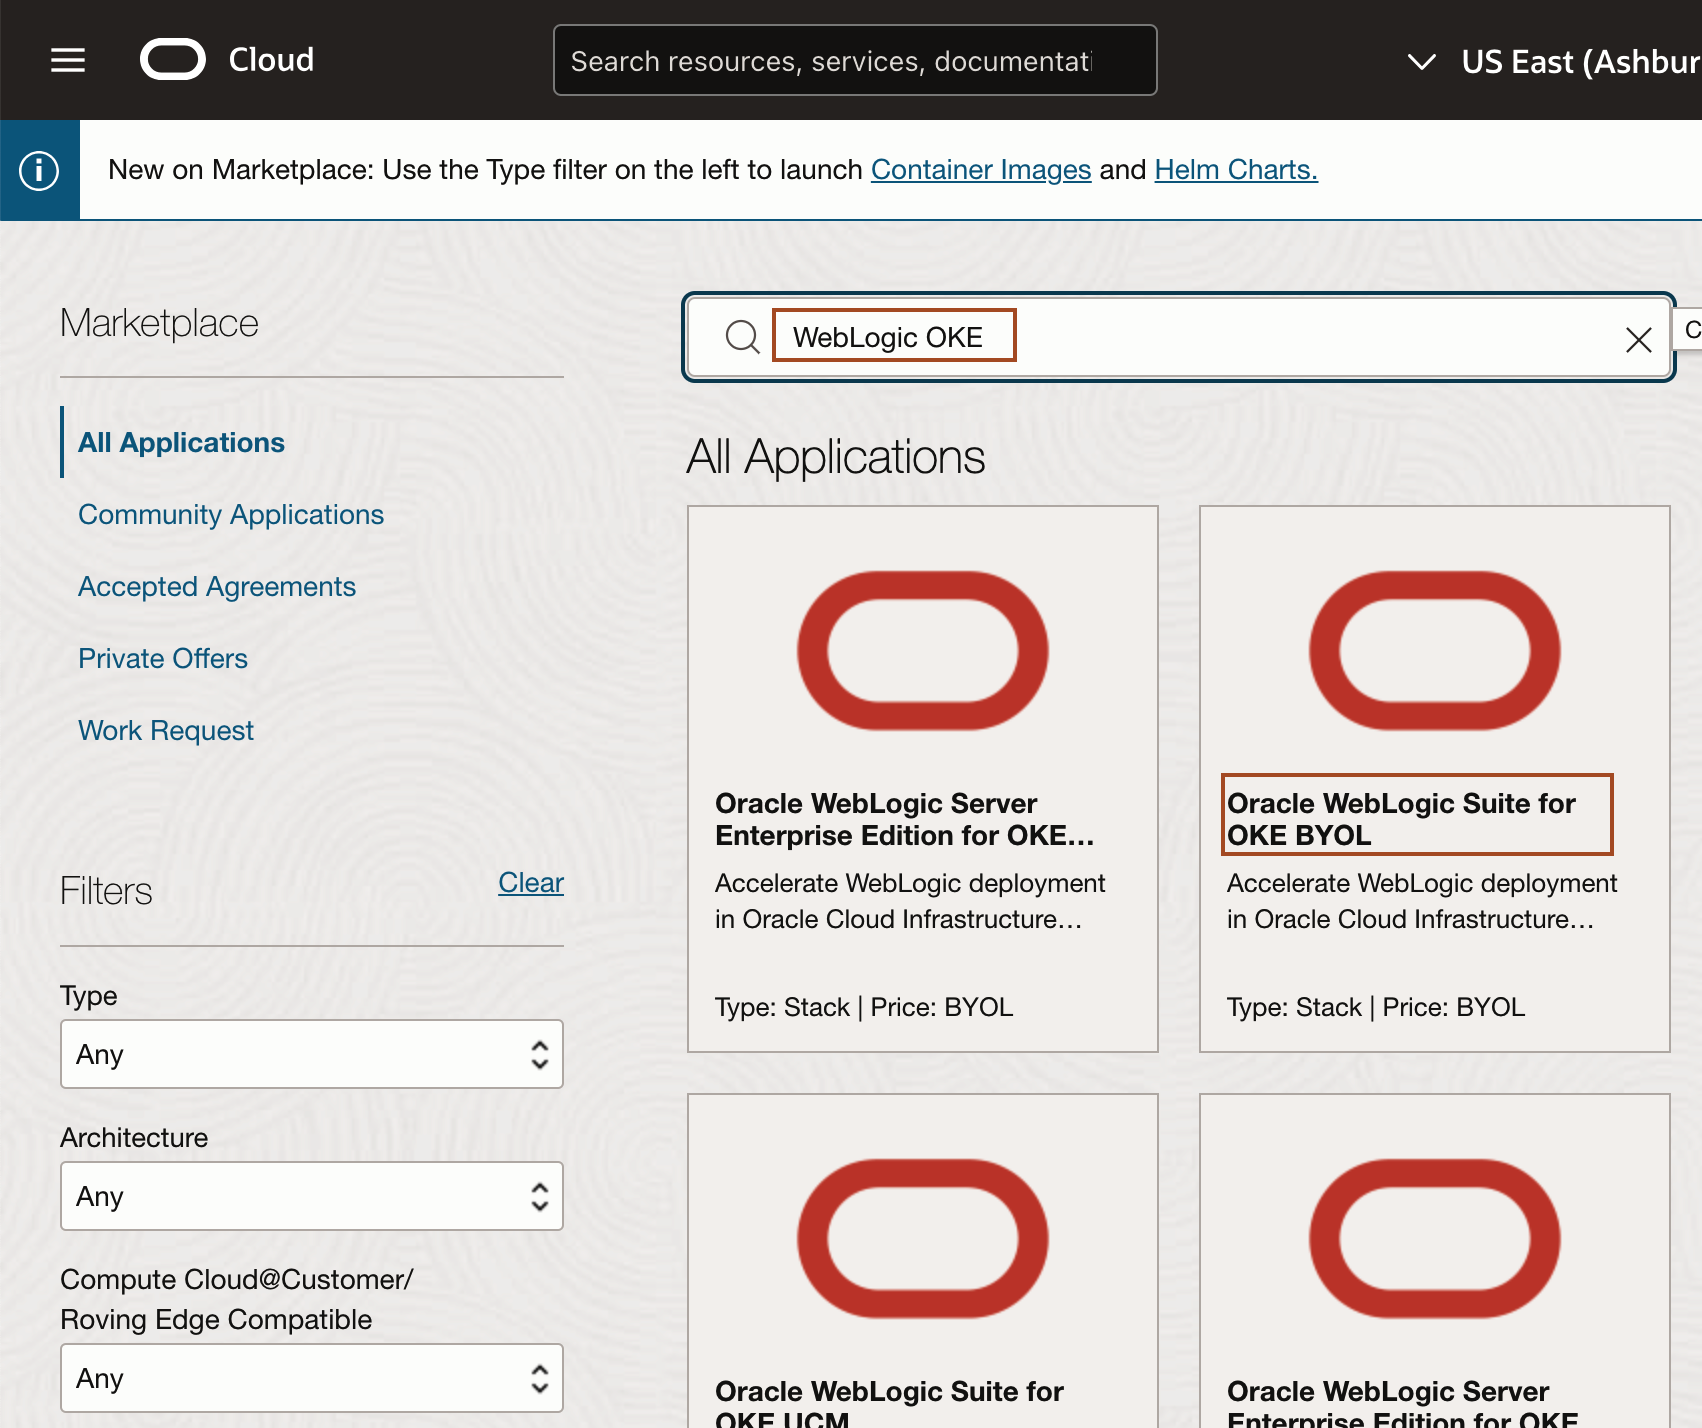 Cloud
Search resources, services, documentati
US East (Ashbur
New on Marketplace: Use the Type filter on the left to launch Container Images and Helm Charts.
Marketplace
All Applications
Community Applications
Accepted Agreements
Private Offers
Work Request
Filters
Clear
Type
Any
Architecture
Any
Compute Cloud@Customer/
Roving Edge Compatible
Any
WebLogic OKE
C
All Applications
Oracle WebLogic Server
Enterprise Edition for OKE...
Accelerate WebLogic deployment
in Oracle Cloud Infrastructure...
Type: Stack | Price: BYOL
Oracle WebLogic Suite for
OKE BYOL
Accelerate WebLogic deployment
in Oracle Cloud Infrastructure...
Type: Stack | Price: BYOL
Oracle WebLogic Suite for
OKE UCM
Oracle WebLogic Server
Enterprise Edition for OKE